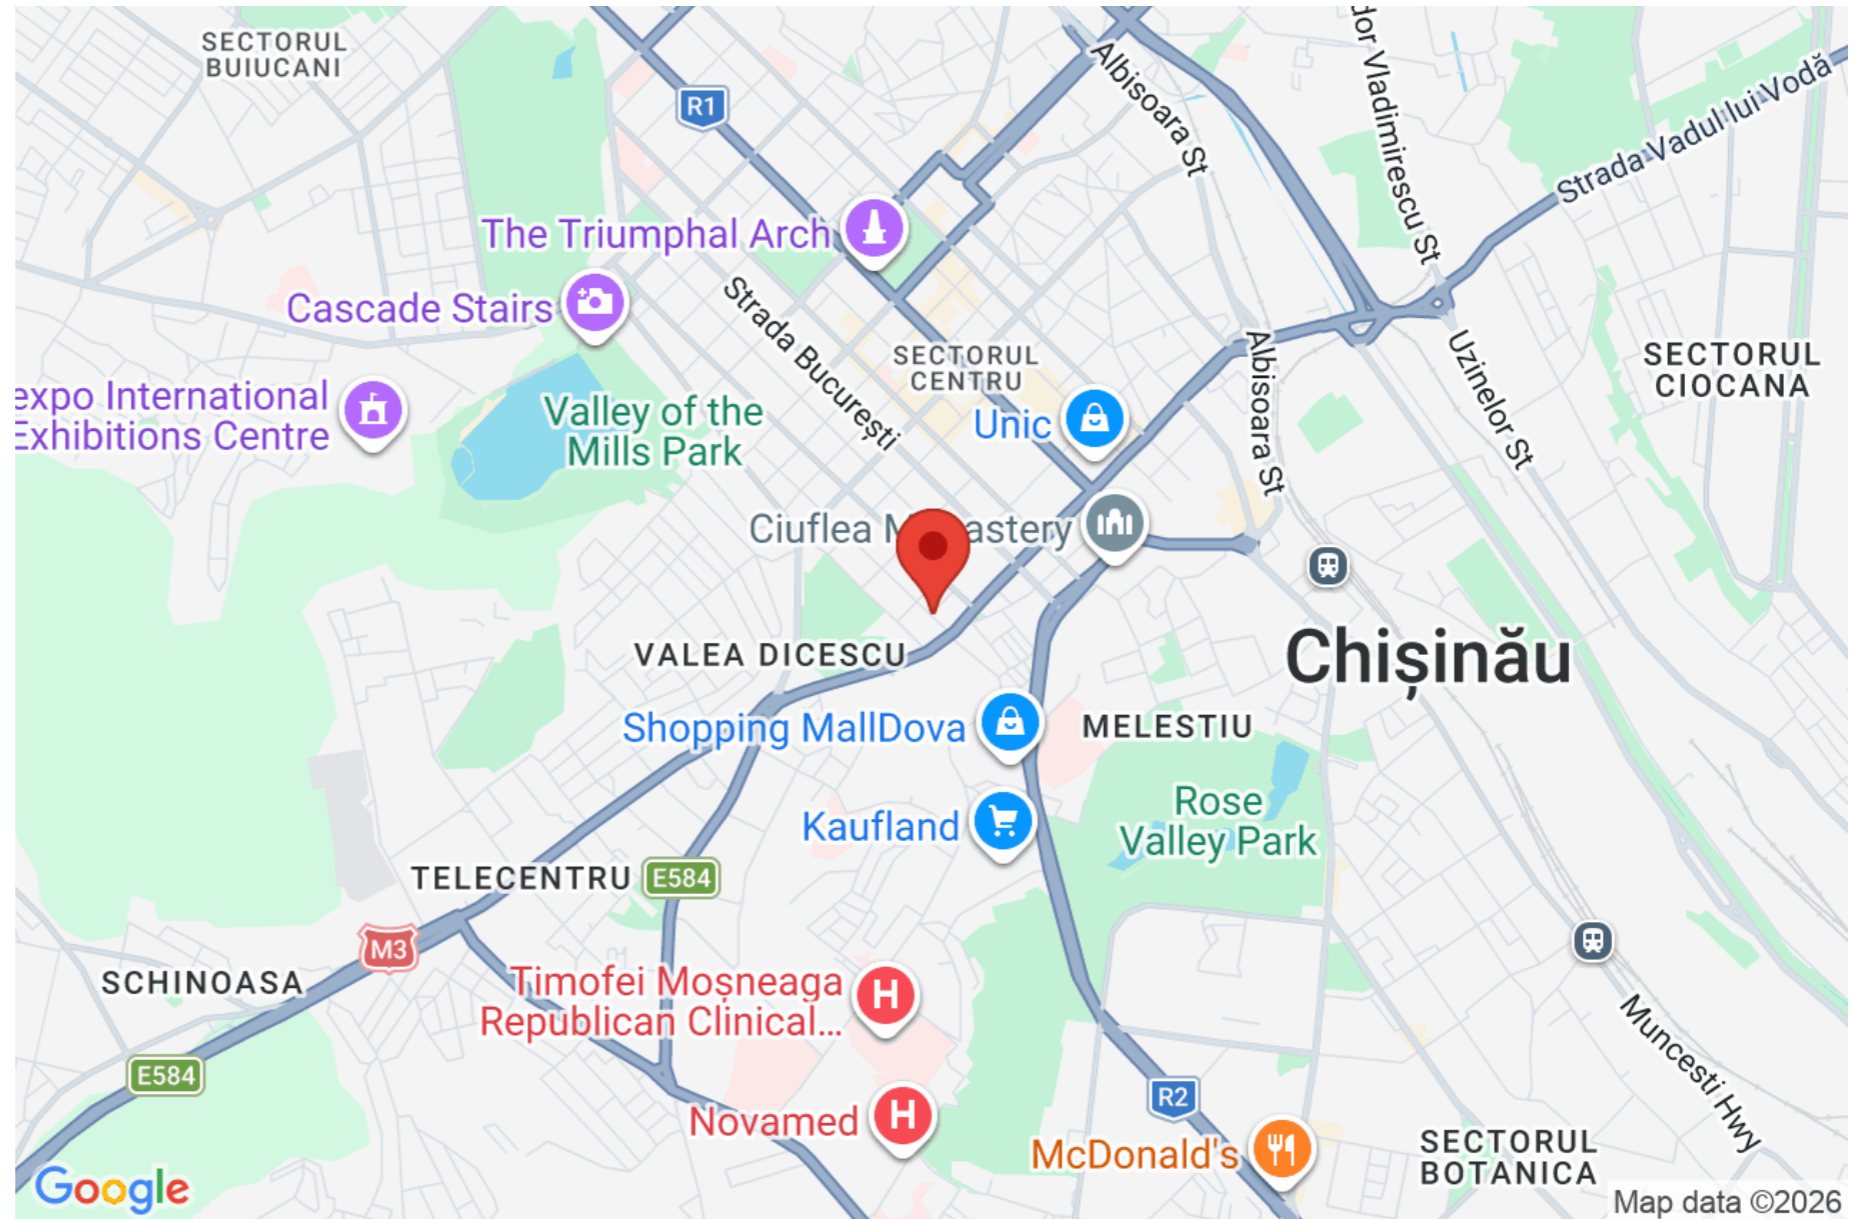 SECTORUL
BUIUCANI
R1
Albisoara St
dor Vladimirescu St
Strada Vadul lui Vodă
The Triumphal Arch
Cascade Stairs
Strada București
SECTORUL
CENTRU
Albisoara St
Uzinelor St
SECTORUL
CIOCANA
expo International
Exhibitions Centre
Valley of the
Mills Park
Unic
Ciuflea M astery
VALEA DICESCU
Chișinău
Shopping MallDova
MELESTIU
Kaufland
Rose
Valley Park
TELECENTRU
E584
M3
SCHINOASA
Timofei Moșneaga
Republican Clinical...
H
E584
Novamed
H
R2
McDonald's
Muncesti Hwy
SECTORUL
BOTANICA
Google
Map data ©2026